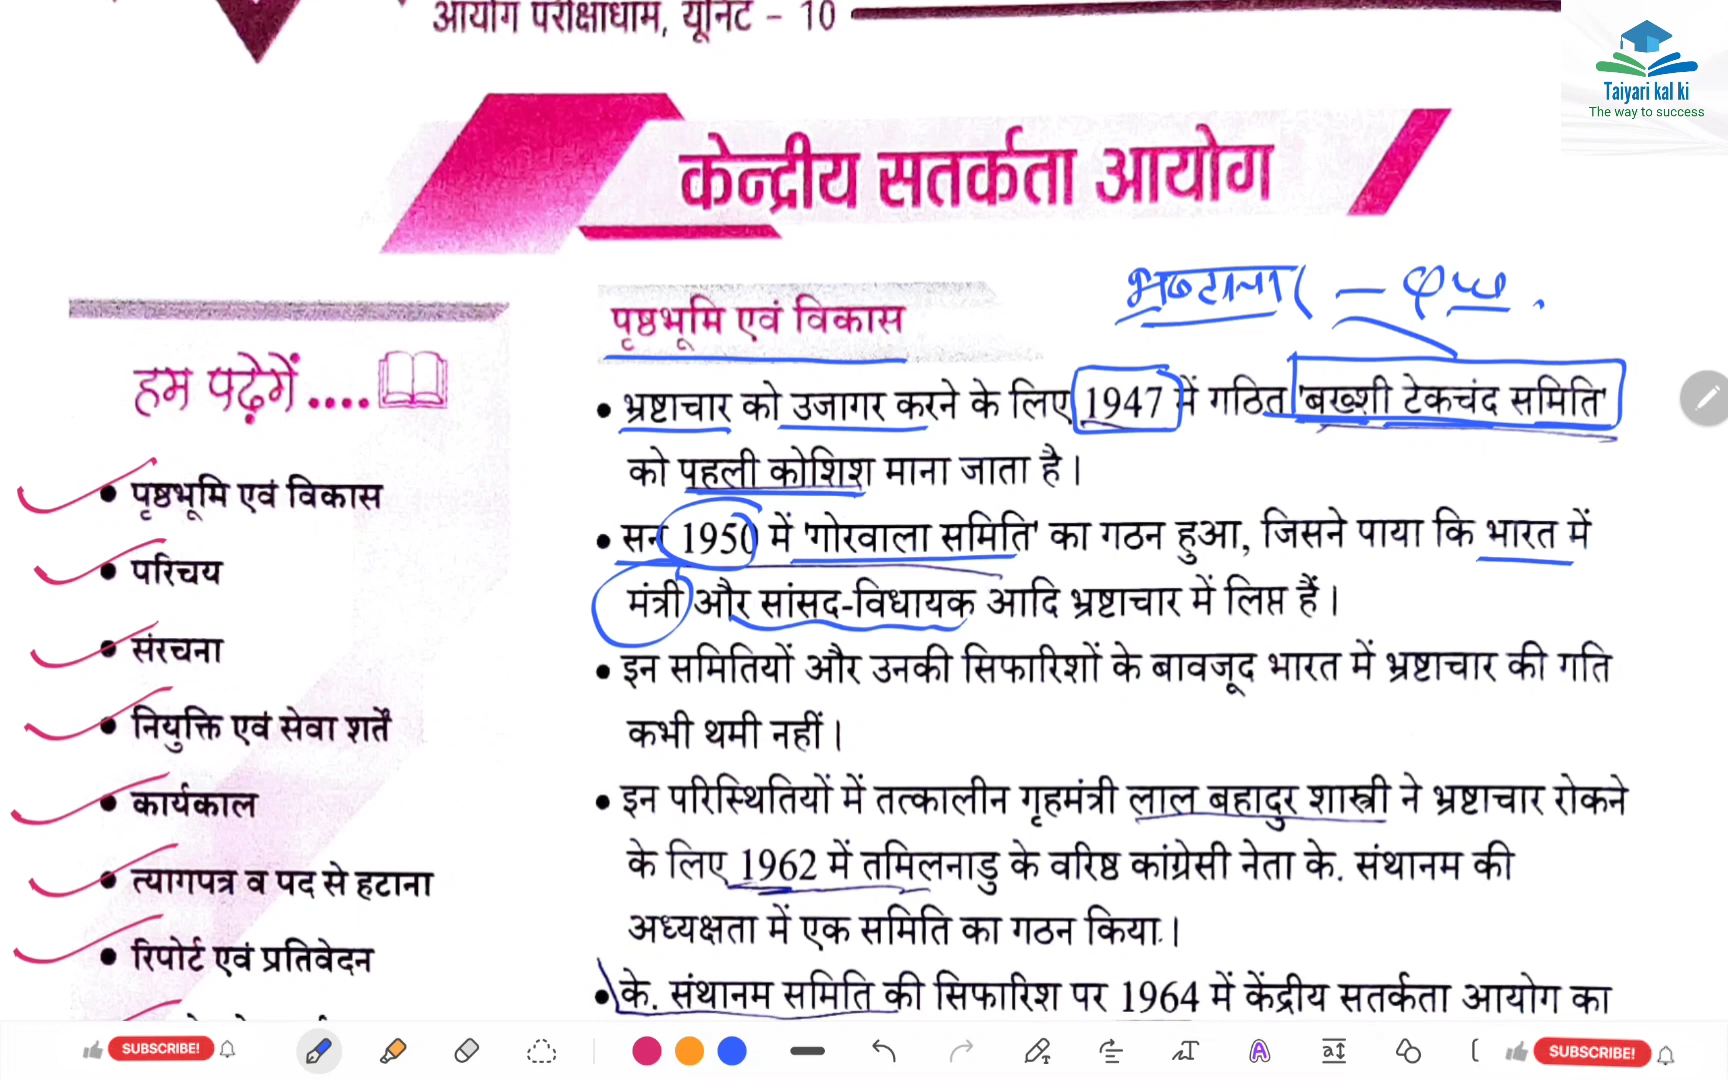 आयोग परीक्षाधाम, यूनिट - 10
Taiyari kal ki
The way to success
केन्द्रीय सतर्कता आयोग
भ्रष्टाचार -
पृष्ठभूमि एवं विकास
• भ्रष्टाचार को उजागर करने के लिए 1947 में गठित 'बख्शी टेकचंद समिति'
को पहली कोशिश माना जाता है।
• सन 1950 में 'गोरवाला समिति' का गठन हुआ, जिसने पाया कि भारत में
मंत्री और सांसद-विधायक आदि भ्रष्टाचार में लिप्त हैं।
• इन समितियों और उनकी सिफारिशों के बावजूद भारत में भ्रष्टाचार की गति
कभी थमी नहीं।
• इन परिस्थितियों में तत्कालीन गृहमंत्री लाल बहादुर शास्त्री ने भ्रष्टाचार रोकने
के लिए 1962 में तमिलनाडु के वरिष्ठ कांग्रेसी नेता के. संथानम की
अध्यक्षता में एक समिति का गठन किया.।
• के. संथानम समिति की सिफारिश पर 1964 में केंद्रीय सतर्कता आयोग का
हम पढ़ेगें....
• पृष्ठभूमि एवं विकास
• परिचय
• संरचना
• नियुक्ति एवं सेवा शर्तें
• कार्यकाल
• त्यागपत्र व पद से हटाना
• रिपोर्ट एवं प्रतिवेदन
SUBSCRIBE!
SUBSCRIBE!